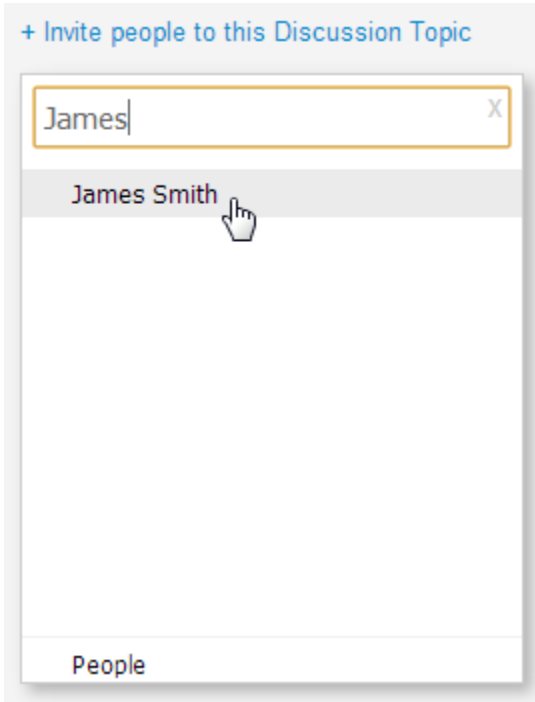 + Invite people to this Discussion Topic
James
X
James Smith
People